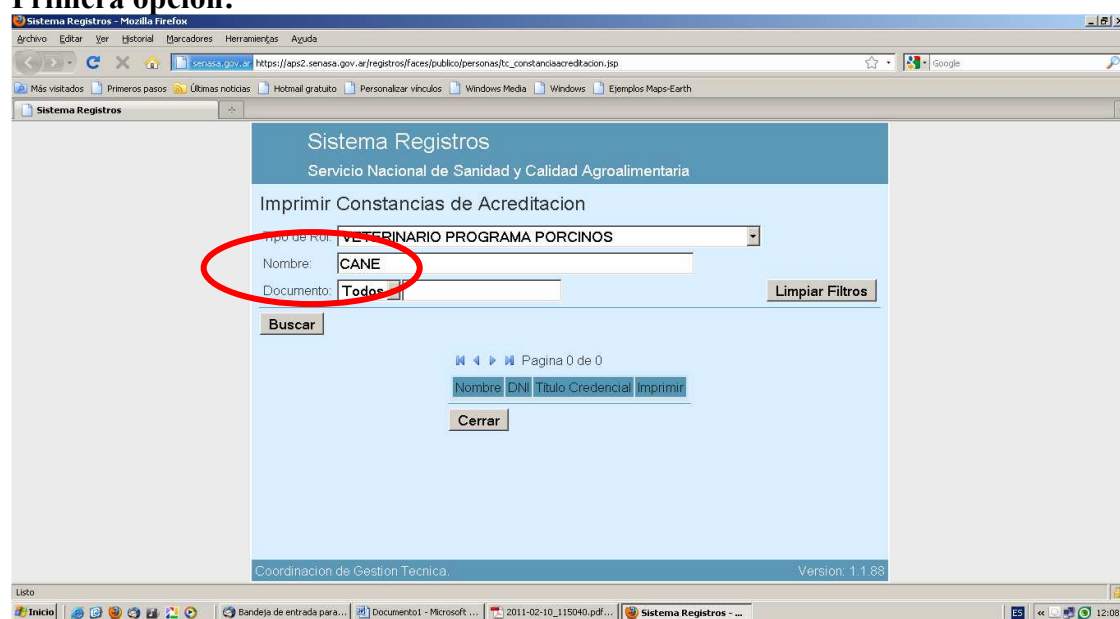 Primera opción:
Sistema Registros - Mozilla Firefox
Archivo Editar Ver Historial Marcadores Herramientas Ayuda
senasa.gov.ar https://aps2.senasa.gov.ar/registros/faces/publico/personas/tc_constanciaacreditacion.jsp Google
Más visitados Primeros pasos Últimas noticias Hotmail gratuito Personalizar vínculos Windows Media Windows Ejemplos Maps-Earth
Sistema Registros
Sistema Registros
Servicio Nacional de Sanidad y Calidad Agroalimentaria
Imprimir Constancias de Acreditacion
Tipo de Rol: VETERINARIO PROGRAMA PORCINOS
Nombre: CANE
Documento: Todos Limpiar Filtros
Buscar
Pagina 0 de 0
Nombre DNI Título Credencial Imprimir
Cerrar
Coordinacion de Gestion Tecnica. Version: 1.1.88
Listo
Inicio Bandeja de entrada para... Documento1 - Microsoft ... 2011-02-10_115040.pdf... Sistema Registros - ... ES « 12:08